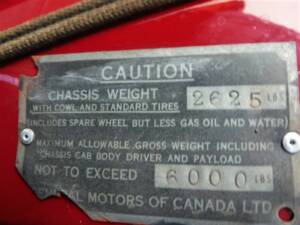 CAUTION
CHASSIS WEIGHT 2625 LBS
WITH COWL AND STANDARD TIRES
(INCLUDES SPARE WHEEL BUT LESS GAS OIL AND WATER)
MAXIMUM ALLOWABLE GROSS WEIGHT INCLUDING
CHASSIS CAB BODY DRIVER AND PAYLOAD
NOT TO EXCEED 6000 LBS
GENERAL MOTORS OF CANADA LTD